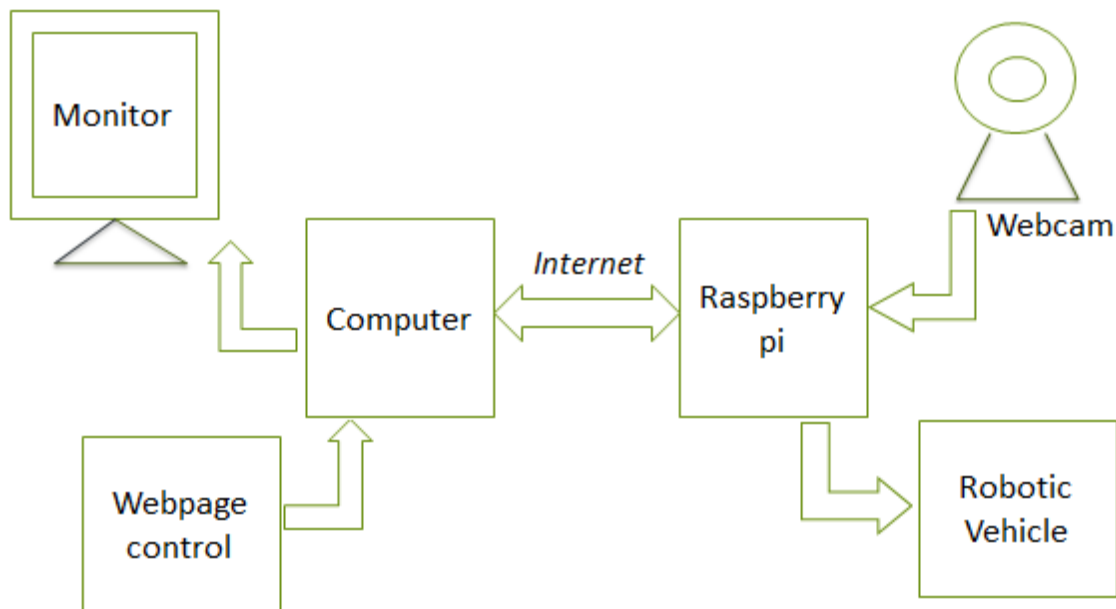 Monitor
Webcam
Internet
Computer
Raspberry
pi
Webpage
control
Robotic
Vehicle